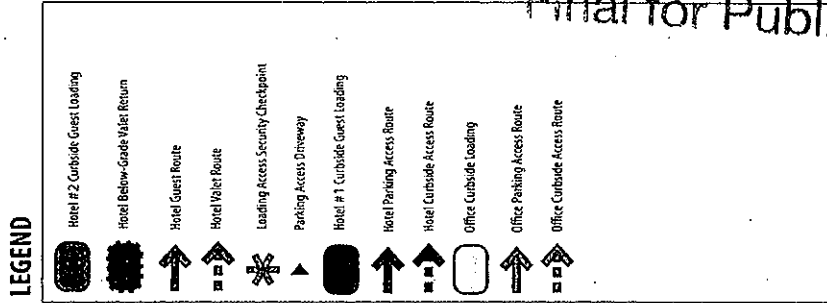 LEGEND
Hotel #2 Curbside Guest Loading
Hotel Below-Grade Valet Return
Hotel Guest Route
Hotel Valet Route
Loading Access Security Checkpoint
Parking Access Driveway
Hotel #1 Curbside Guest Loading
Hotel Parking Access Route
Hotel Curbside Access Route
Office Curbside Loading
Office Parking Access Route
Office Curbside Access Route
Final for Publ